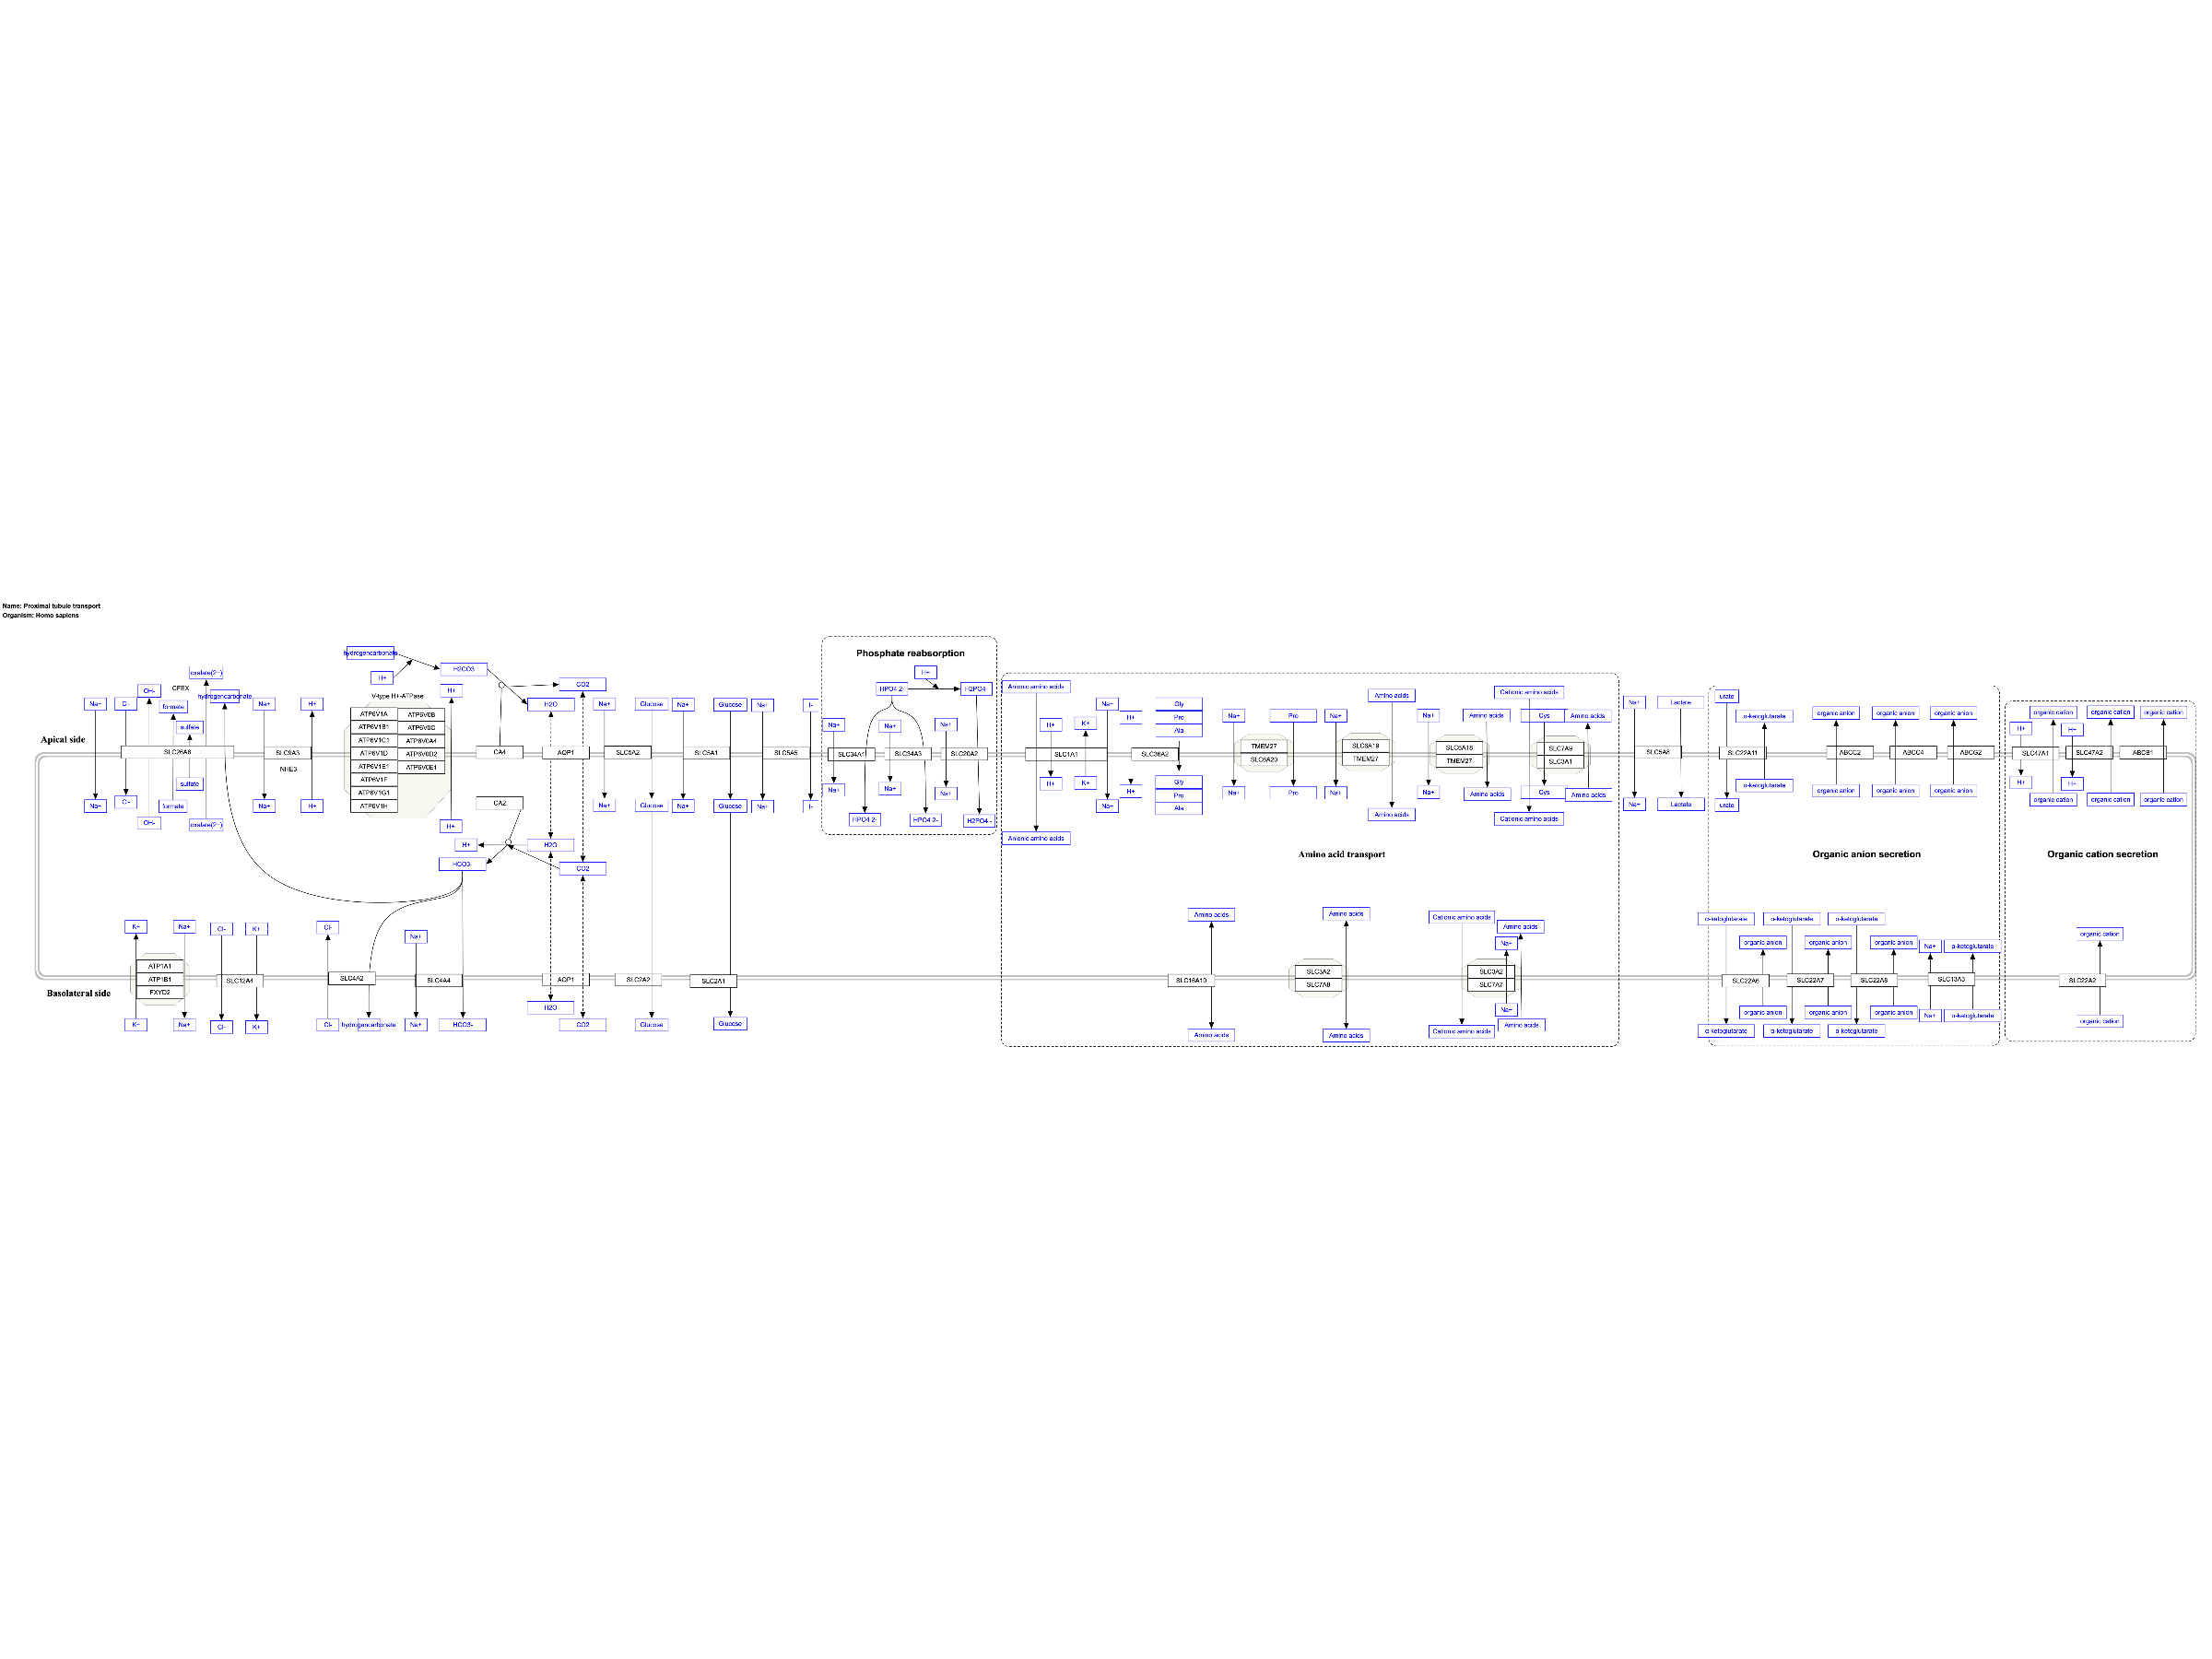 Name: Proximal tubule transport
Organism: Homo sapiens
Phosphate reabsorption
hydrogencarbonate
H2CO3
H+
H+
oxalate(2−)
CFEX
hydrogencarbonate
OH-
formate
sulfate
V-type H+-ATPase
H+
CO2
H2O
HPO4 2-
H2PO4-
Anionic amino acids
Amino acids
Cationic amino acids
Na+
Cl-
Na+
H+
Na+
Glucose
Na+
Glucose
Na+
I-
Na+
Na+
Na+
H+
K+
Na+
H+
Gly
Pro
Ala
Na+
Pro
Na+
Na+
Amino acids
Cys
Amino acids
Na+
Lactate
urate
α-ketoglutarate
organic anion
organic anion
organic anion
H+
organic cation
H+
organic cation
organic cation
Apical side
SLC26A6
SLC9A3
NHE3
ATP6V1A
ATP6V1B1
ATP6V1C1
ATP6V1D
ATP6V1E1
ATP6V1F
ATP6V1G1
ATP6V1H
ATP6V0B
ATP6V0C
ATP6V0A4
ATP6V0D2
ATP6V0E1
CA4
AQP1
SLC5A2
SLC5A1
SLC5A5
SLC34A1
SLC34A3
SLC20A2
SLC1A1
SLC36A2
TMEM27
SLC6A20
SLC6A19
TMEM27
SLC6A18
TMEM27
SLC7A9
SLC3A1
SLC5A8
SLC22A11
ABCC2
ABCC4
ABCG2
SLC47A1
SLC47A2
ABCB1
Na+
Cl-
sulfate
formate
OH-
oxalate(2−)
Na+
H+
H+
CA2
Na+
Glucose
Na+
Glucose
Na+
I-
Na+
Na+
Na+
HPO4 2-
HPO4 2-
H2PO4 -
H+
K+
Na+
H+
Gly
Pro
Ala
Na+
Pro
Na+
Amino acids
Na+
Amino acids
Cys
Amino acids
Cationic amino acids
Na+
Lactate
urate
α-ketoglutarate
organic anion
organic anion
organic anion
H+
organic cation
H+
organic cation
organic cation
Anionic amino acids
H+
H2O
HCO3-
CO2
Amino acid transport
Organic anion secretion
Organic cation secretion
K+
Na+
Cl-
K+
Cl-
Na+
Amino acids
Amino acids
Cationic amino acids
Amino acids
Na+
α-ketoglutarate
α-ketoglutarate
α-ketoglutarate
organic anion
organic anion
organic anion
Na+
α-ketoglutarate
organic cation
Basolateral side
ATP1A1
ATP1B1
FXYD2
SLC12A4
SLC4A2
SLC4A4
AQP1
SLC2A2
SLC2A1
SLC16A10
SLC3A2
SLC7A8
SLC3A2
SLC7A7
SLC22A6
SLC22A7
SLC22A8
SLC13A3
SLC22A2
K+
Na+
Cl-
K+
Cl-
hydrogencarbonate
Na+
HCO3-
H2O
CO2
Glucose
Glucose
Amino acids
Amino acids
Cationic amino acids
Na+
Amino acids
α-ketoglutarate
organic anion
α-ketoglutarate
organic anion
α-ketoglutarate
organic anion
Na+
α-ketoglutarate
organic cation